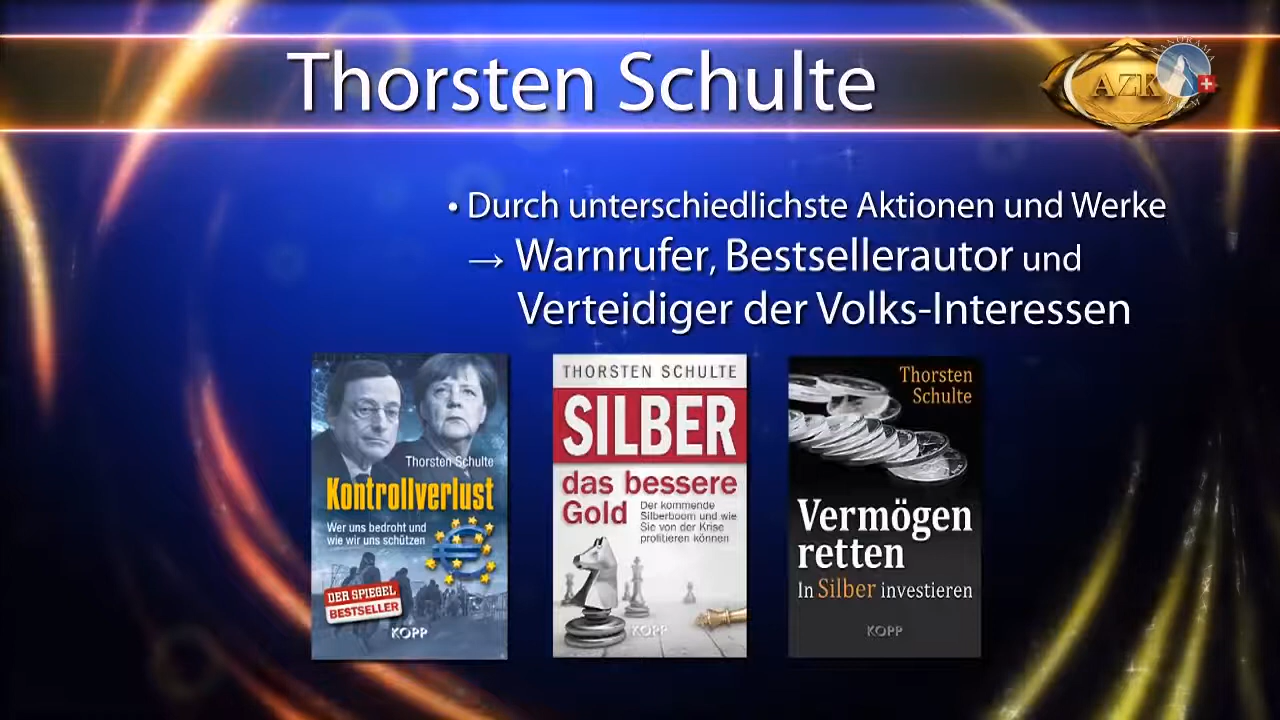 Thorsten Schulte
AZK
PANORAMA
FILM
• Durch unterschiedlichste Aktionen und Werke
→ Warnrufer, Bestsellerautor und
Verteidiger der Volks-Interessen
Thorsten Schulte
Kontrollverlust
Wer uns bedroht und
wie wir uns schützen
DER SPIEGEL
BESTSELLER
KOPP
THORSTEN SCHULTE
SILBER
das bessere
Gold
Der kommende
Silberboom und wie
Sie von der Krise
profitieren können
KOPP
Thorsten
Schulte
Vermögen
retten
In Silber investieren
KOPP